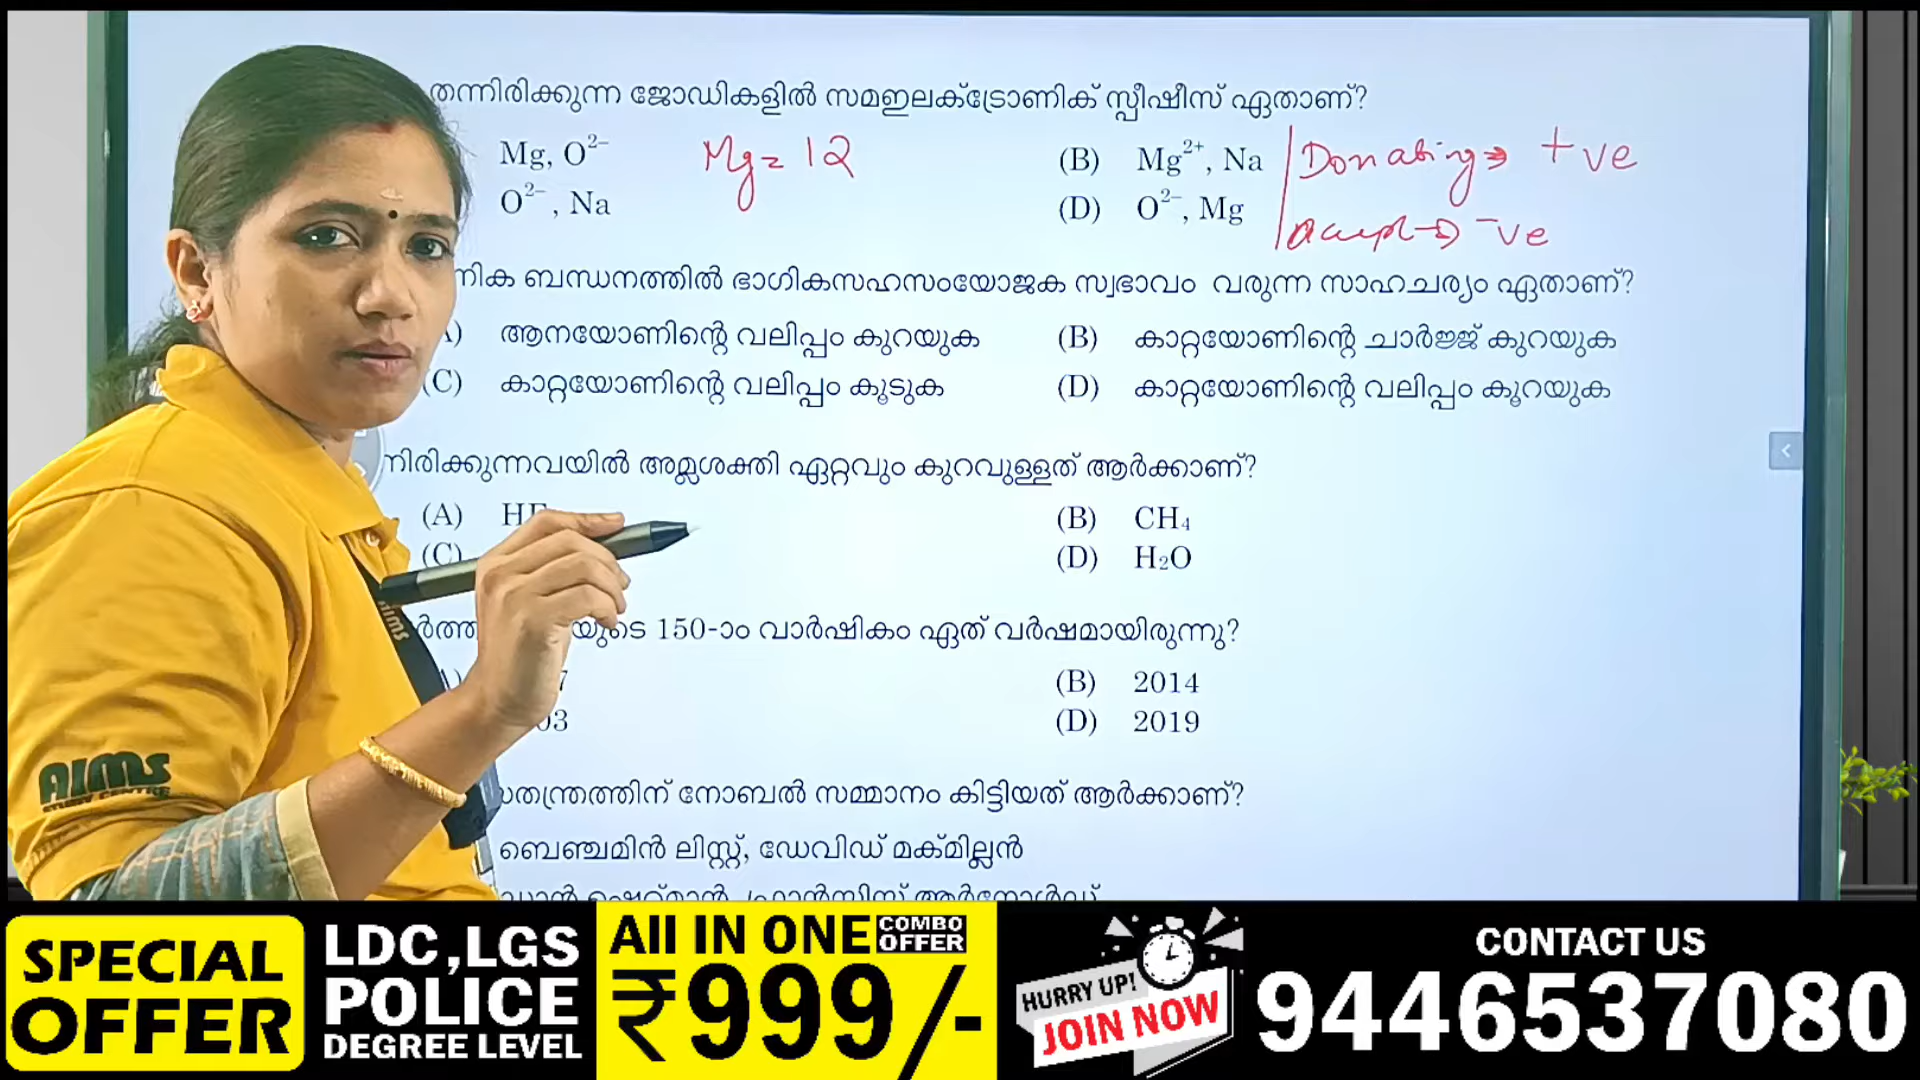 തന്നിരിക്കുന്ന ജോഡികളിൽ സമഇലക്ട്രോണിക് സ്പീഷീസ് ഏതാണ്?
Mg, O²⁻ Mg = 12 (B) Mg²⁺, Na Donating → +ve
O²⁻ , Na (D) O²⁻, Mg → -ve
ബന്ധനത്തിൽ ഭാഗികസഹസംയോജക സ്വഭാവം വരുന്ന സാഹചര്യം ഏതാണ്?
ആനയോണിന്റെ വലിപ്പം കുറയുക (B) കാറ്റയോണിന്റെ ചാർജ്ജ് കുറയുക
(C) കാറ്റയോണിന്റെ വലിപ്പം കൂടുക (D) കാറ്റയോണിന്റെ വലിപ്പം കൂറയുക
നിരിക്കുന്നവയിൽ അമ്ലശക്തി ഏറ്റവും കുറവുള്ളത് ആർക്കാണ്?
(A) (B) CH₄
(C) (D) H₂O
150-ാം വാർഷികം ഏത് വർഷമായിരുന്നു?
(B) 2014
(D) 2019
നോബൽ സമ്മാനം കിട്ടിയത് ആർക്കാണ്?
ബെഞ്ചമിൻ ലിസ്റ്റ്, ഡേവിഡ് മക്മില്ലൻ
AIMS
STUDY CENTRE
aims
SPECIAL OFFER
LDC,LGS
POLICE
DEGREE LEVEL
All IN ONE COMBO OFFER
₹999/-
HURRY UP!
JOIN NOW
CONTACT US
9446537080